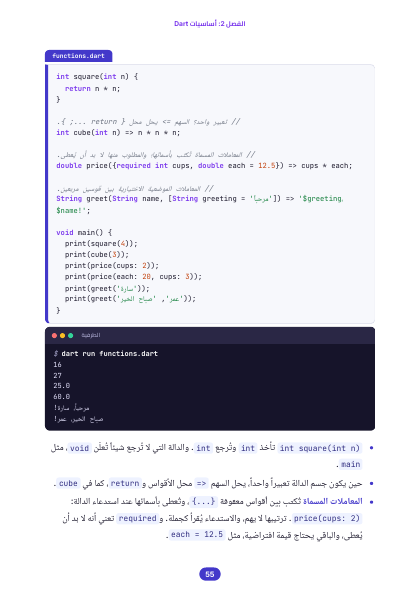 الفصل 2: أساسيات Dart
functions.dart
int square(int n) {
return n * n;
}
// تعبير واحد؟ السهم => يحل محل { return ...; }.
int cube(int n) => n * n * n;
// المعاملات المسماة تُكتب بأسمائها، والمطلوب منها لا بد أن يُعطى.
double price({required int cups, double each = 12.5}) => cups * each;
// المعاملات الموضعية الاختيارية بين قوسين مربعين.
String greet(String name, [String greeting = 'مرحباً']) => '$greeting،
$name!';
void main() {
print(square(4));
print(cube(3));
print(price(cups: 2));
print(price(each: 20, cups: 3));
print(greet('سارة'));
print(greet('عمر', 'صباح الخير'));
}
الطرفية
$ dart run functions.dart
16
27
25.0
60.0
مرحباً، سارة!
صباح الخير، عمر!
• int square(int n) تأخذ int وتُرجع int. والدالة التي لا تُرجع شيئاً تُعلَن void، مثل
main.
• حين يكون جسم الدالة تعبيراً واحداً، يحل السهم => محل الأقواس و return، كما في cube.
• المعاملات المسماة تُكتب بين أقواس معقوفة {...}، وتُعطى بأسمائها عند استدعاء الدالة:
price(cups: 2). ترتيبها لا يهم، والاستدعاء يُقرأ كجملة. و required تعني أنه لا بد أن
يُعطى، والباقي يحتاج قيمة افتراضية، مثل each = 12.5.
55